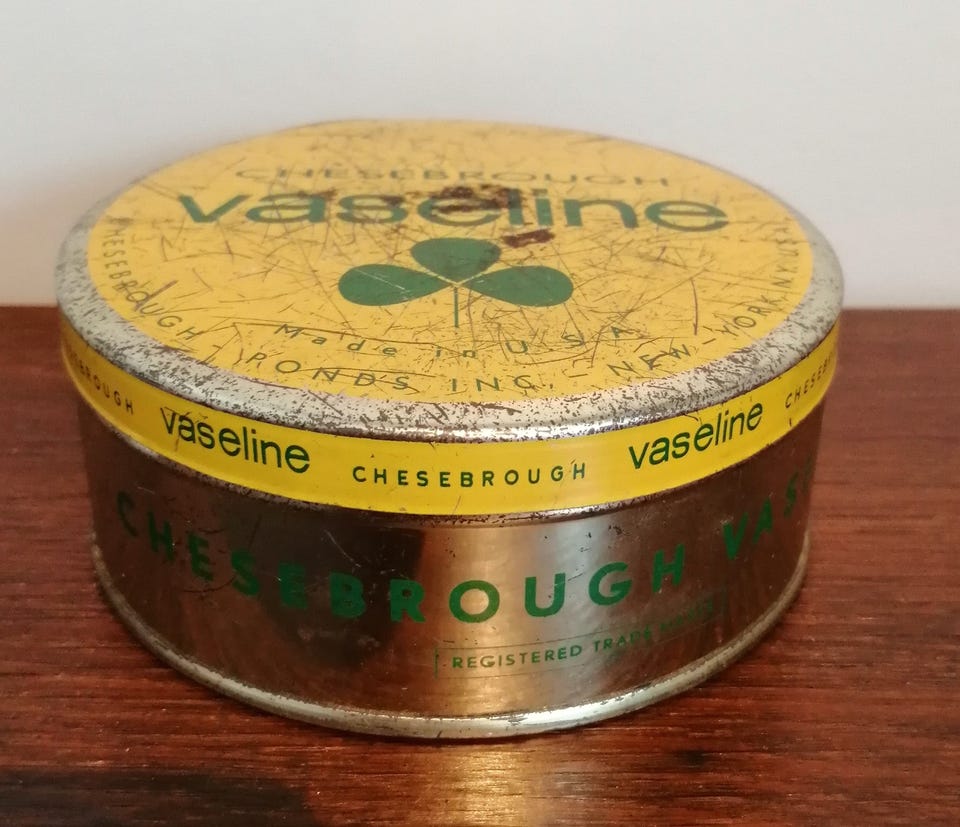 CHESEBROUGH
vaseline
Made in U.S.A.
CHESEBROUGH - PONDS INC. - NEW-YORK N.Y. U.S.A.
vaseline CHESEBROUGH vaseline
CHESEBROUGH
REGISTERED TRADE